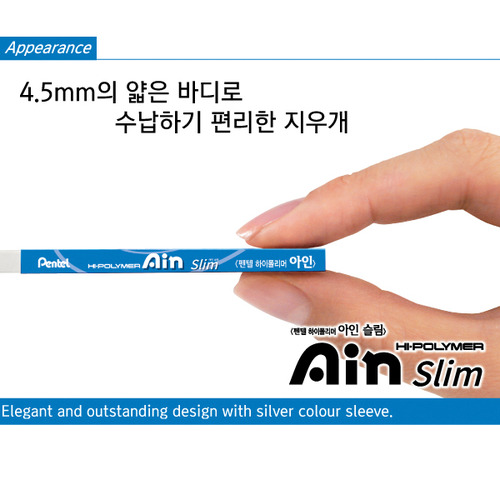 Appearance
4.5mm의 얇은 바디로
수납하기 편리한 지우개
Pentel HI-POLYMER Ain Slim 〈펜텔 하이폴리머 아인〉
〈펜텔 하이폴리머 아인 슬림〉
HI-POLYMER
Ain Slim
Elegant and outstanding design with silver colour sleeve.